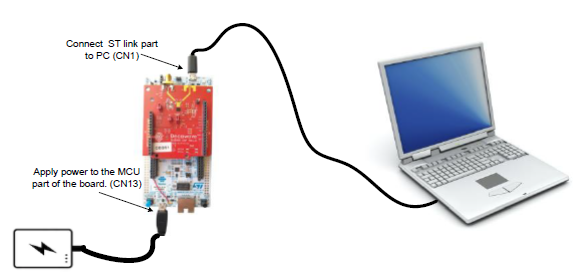 Connect ST link part
to PC (CN1)
Apply power to the MCU
part of the board. (CN13)